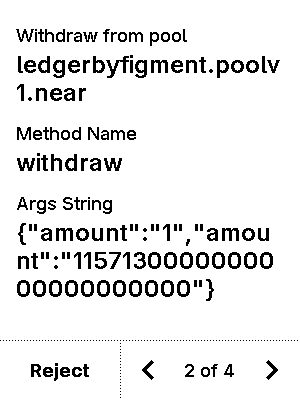 Withdraw from pool
ledgerbyfigment.poolv
1.near
Method Name
withdraw
Args String
{"amount":"1","amou
nt":"11571300000000
00000000000"}
Reject
2 of 4